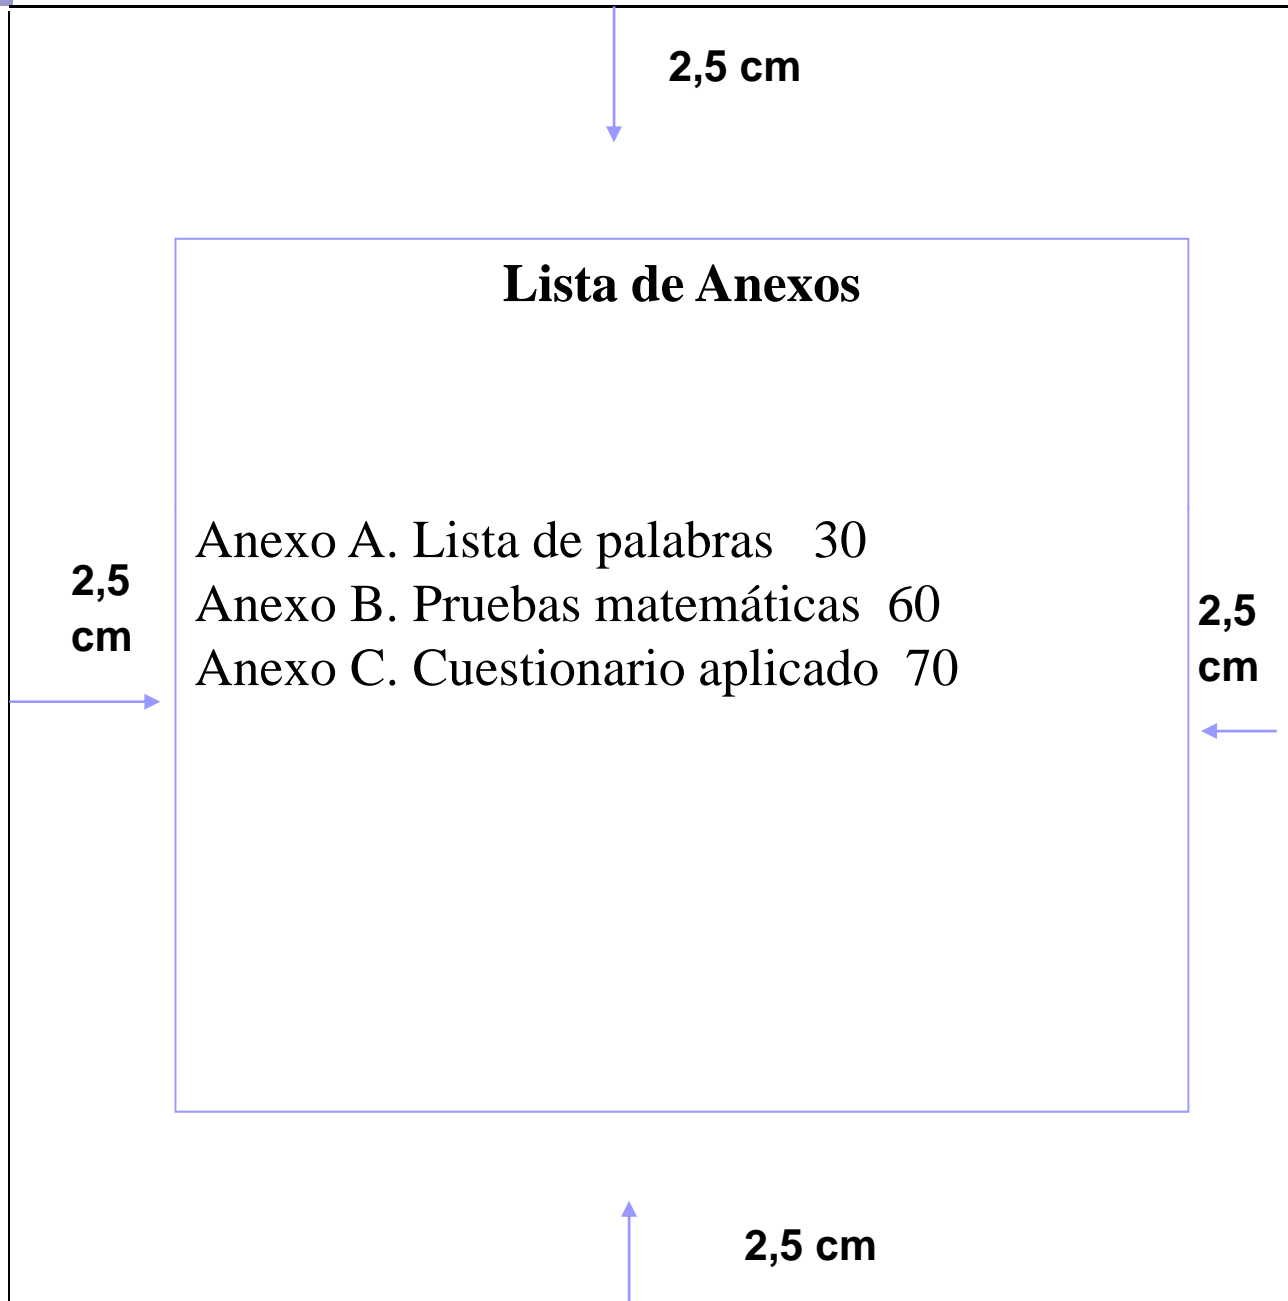 2,5 cm
Lista de Anexos
Anexo A. Lista de palabras 30
Anexo B. Pruebas matemáticas 60
Anexo C. Cuestionario aplicado 70
2,5
cm
2,5
cm
2,5 cm